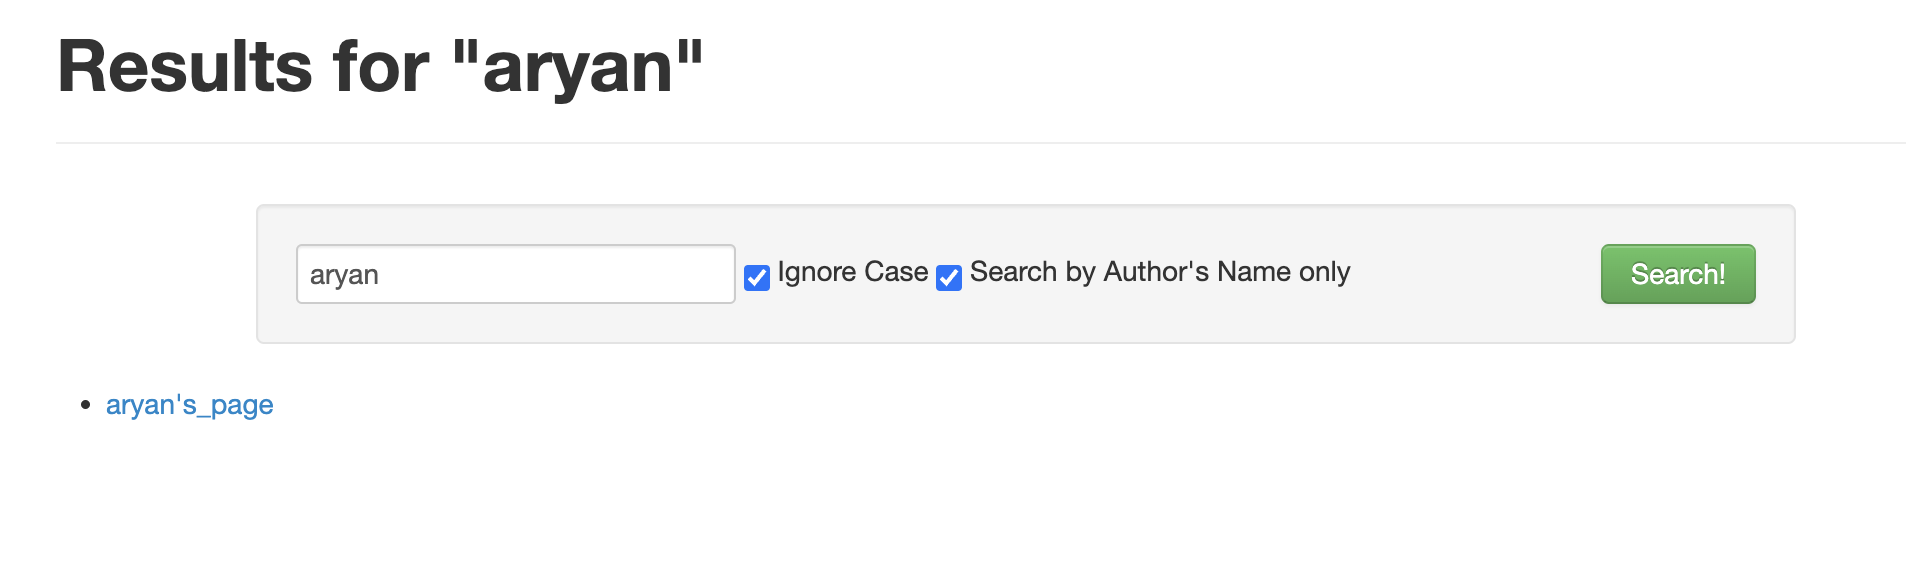 Results for "aryan"
aryan Ignore Case Search by Author's Name only Search!
aryan's_page